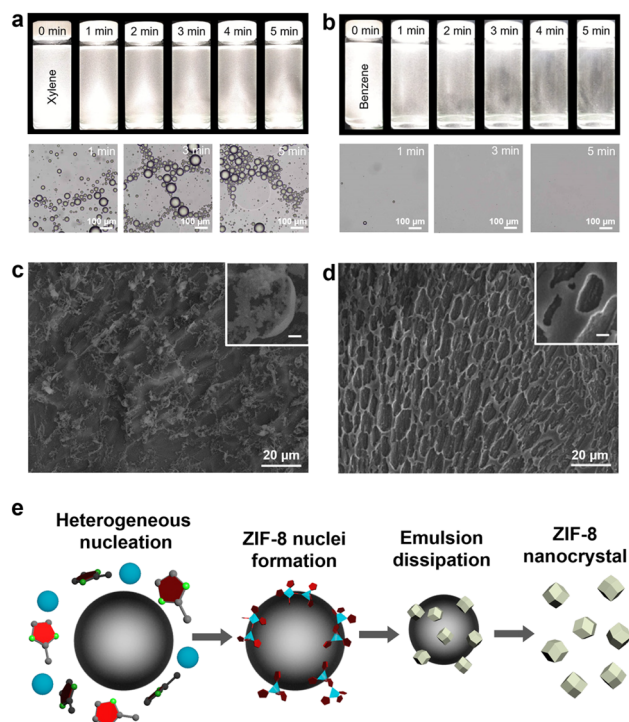 a
0 min
1 min
2 min
3 min
4 min
5 min
Xylene
1 min
3 min
5 min
100 µm
100 µm
100 µm
b
0 min
1 min
2 min
3 min
4 min
5 min
Benzene
1 min
3 min
5 min
100 µm
100 µm
100 µm
c
20 µm
d
20 µm
e
Heterogeneous
nucleation
ZIF-8 nuclei
formation
Emulsion
dissipation
ZIF-8
nanocrystal